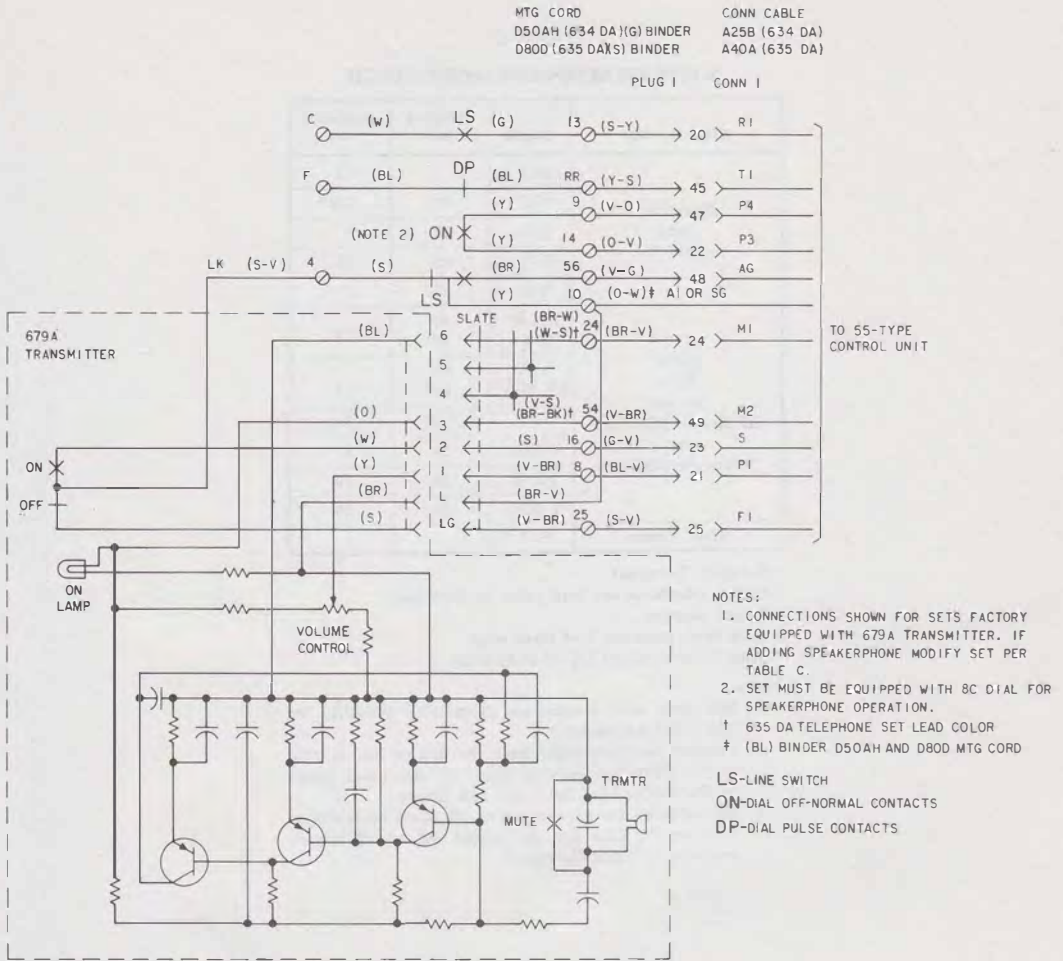 MTG CORD CONN CABLE
D50AH (634 DA)(G) BINDER A25B (634 DA)
D80D (635 DA)(S) BINDER A40A (635 DA)
PLUG 1 CONN 1
C (W) LS (G) 13 (S-Y) 20 R1
F (BL) DP (BL) RR (Y-S) 45 T1
(Y) 9 (V-O) 47 P4
(NOTE 2) ON
(Y) 14 (O-V) 22 P3
LK (S-V) 4 (S) (BR) 56 (V-G) 48 AG
LS (Y) 10 (O-W)‡ A1 OR SG
679A
TRANSMITTER
SLATE
(BR-W)
(BL) 6 (W-S)† 24 (BR-V) 24 M1
TO 55-TYPE
CONTROL UNIT
5
4
(V-S)
(O) 3 (BR-BK)† 54 (V-BR) 49 M2
(W) 2 (S) 16 (G-V) 23 S
(Y) 1 (V-BR) 8 (BL-V) 21 P1
(BR) L (BR-V)
(S) LG (V-BR) 25 (S-V) 25 F1
ON
OFF
ON
LAMP
VOLUME
CONTROL
MUTE
TRMTR
NOTES:
1. CONNECTIONS SHOWN FOR SETS FACTORY
EQUIPPED WITH 679A TRANSMITTER. IF
ADDING SPEAKERPHONE MODIFY SET PER
TABLE C.
2. SET MUST BE EQUIPPED WITH 8C DIAL FOR
SPEAKERPHONE OPERATION.
† 635 DA TELEPHONE SET LEAD COLOR
‡ (BL) BINDER D50AH AND D80D MTG CORD
LS-LINE SWITCH
ON-DIAL OFF-NORMAL CONTACTS
DP-DIAL PULSE CONTACTS